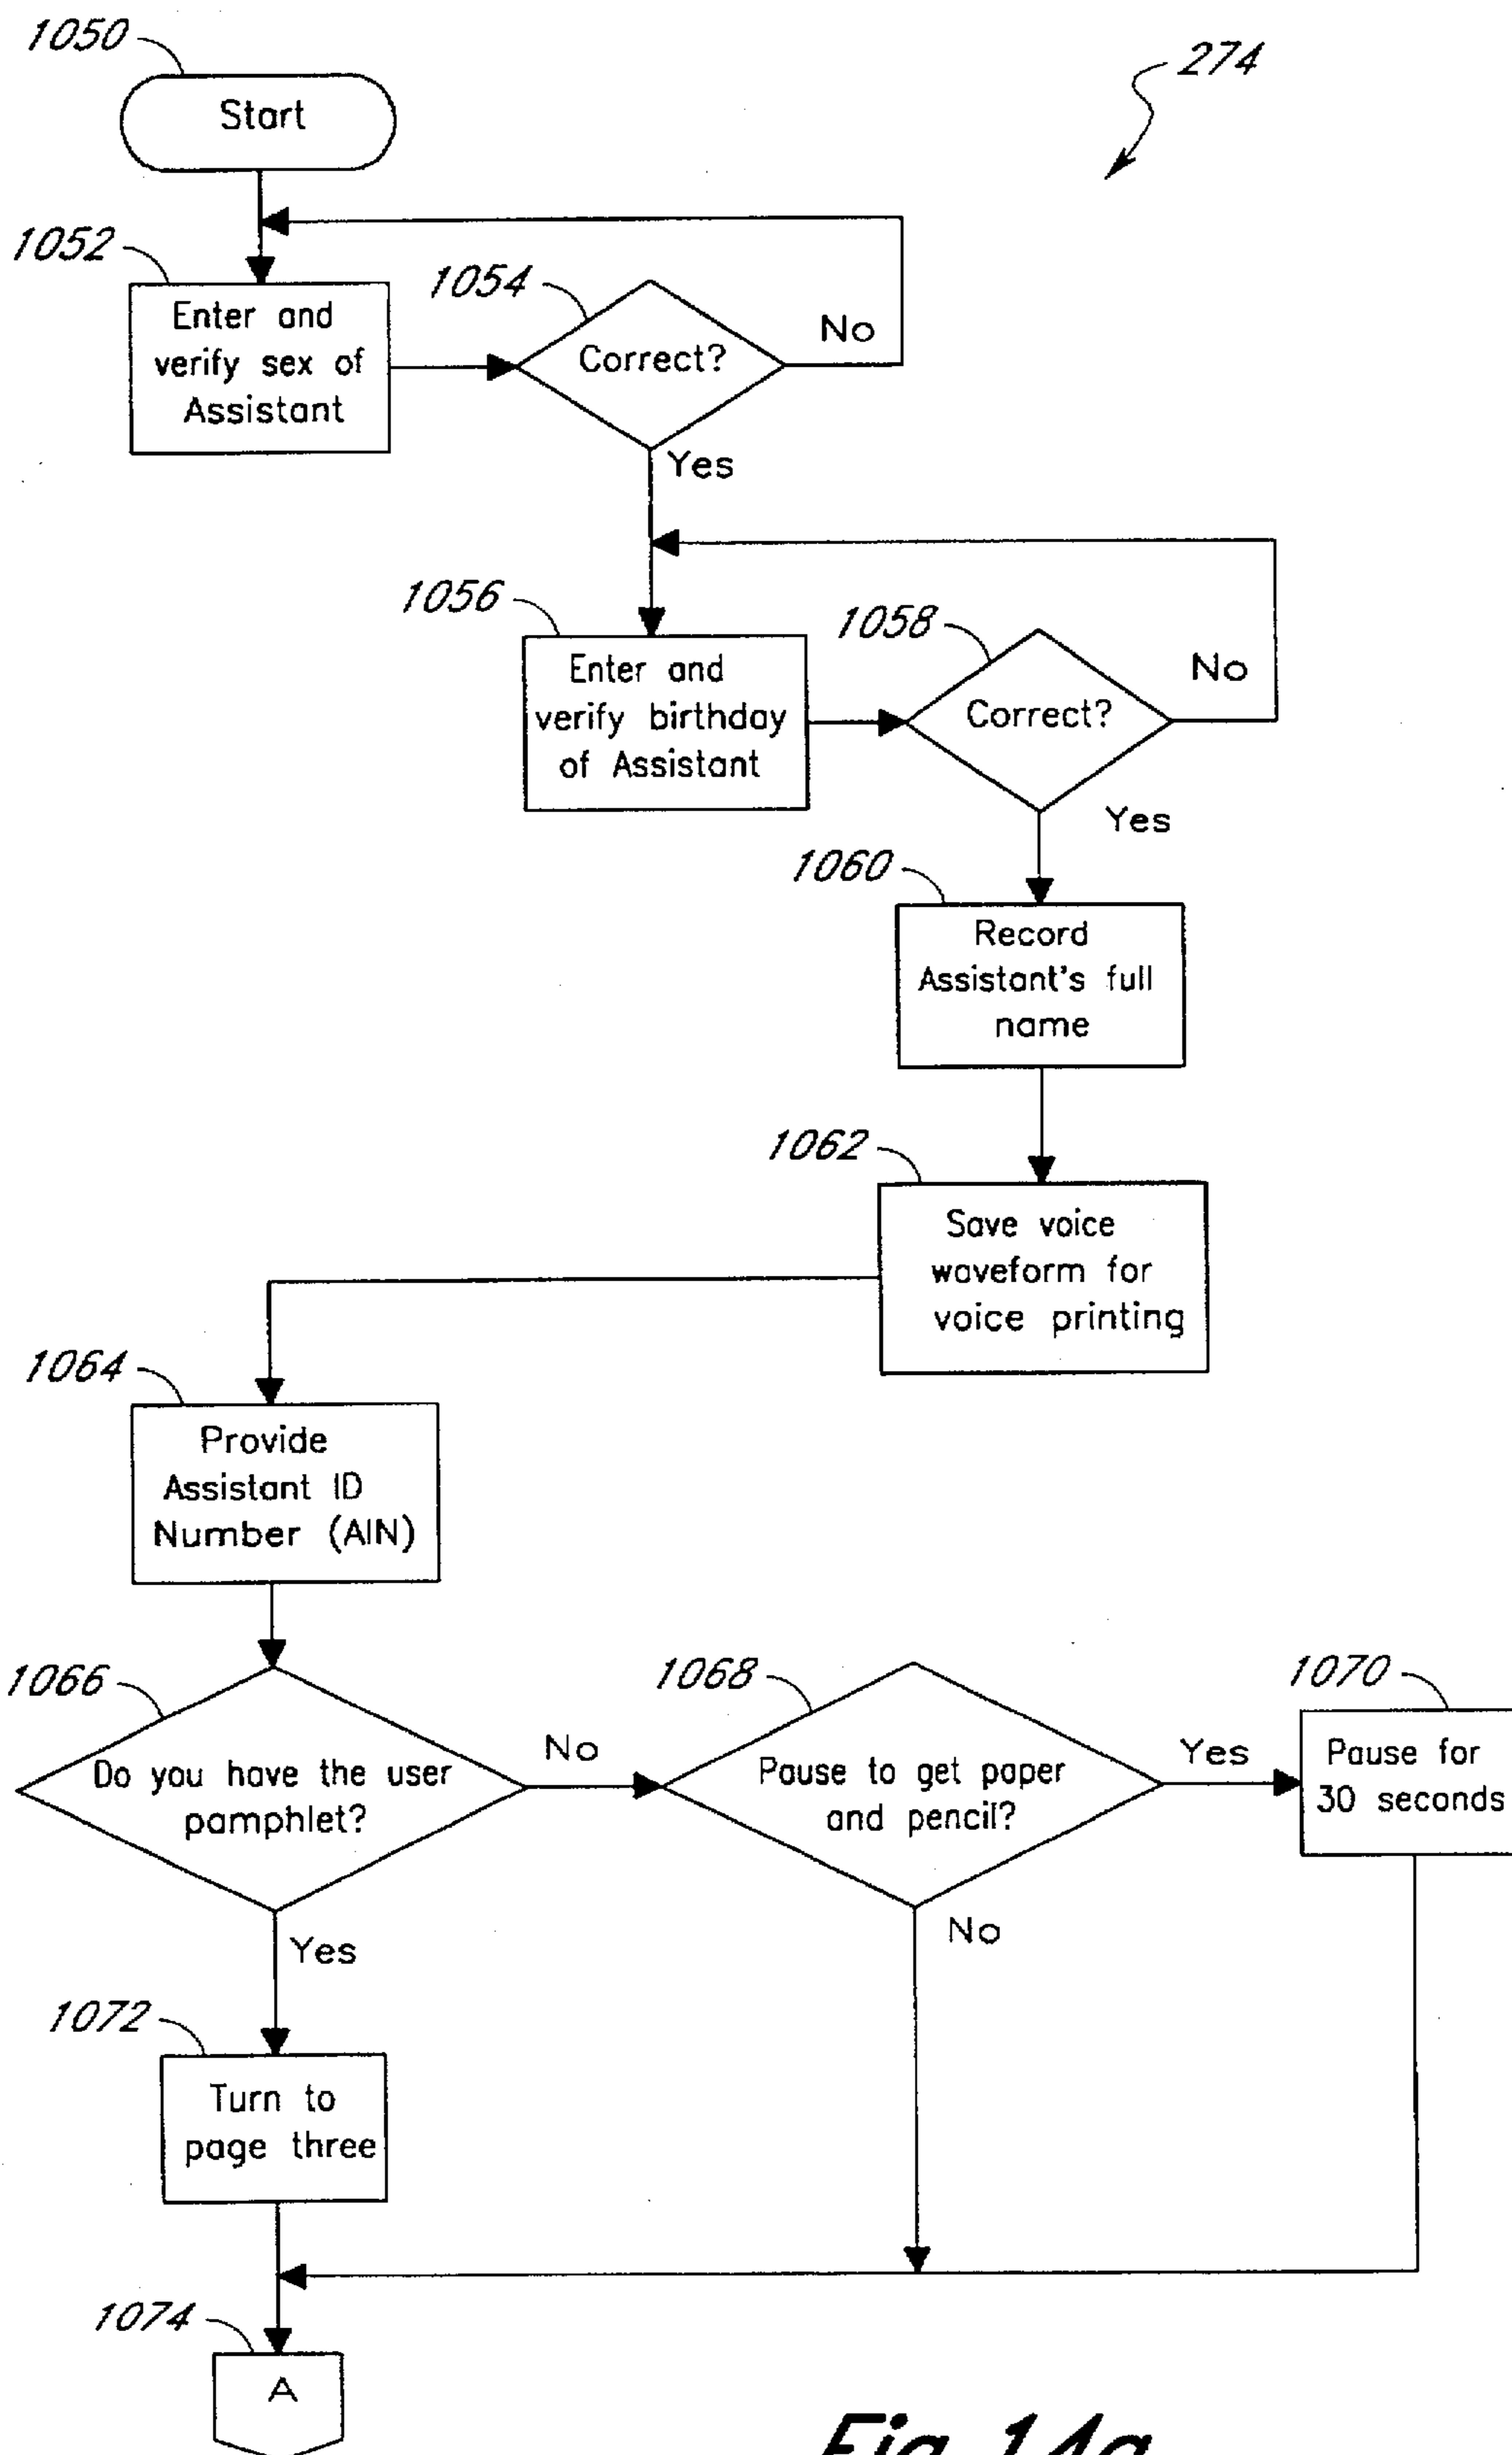 1050
Start
274
1052
Enter and
verify sex of
Assistant
1054
Correct?
No
Yes
1056
Enter and
verify birthday
of Assistant
1058
Correct?
No
Yes
1060
Record
Assistant's full
name
1062
Save voice
waveform for
voice printing
1064
Provide
Assistant ID
Number (AIN)
1066
Do you have the user
pamphlet?
No
1068
Pause to get paper
and pencil?
Yes
1070
Pause for
30 seconds
Yes
No
1072
Turn to
page three
1074
A
Fig. 14a